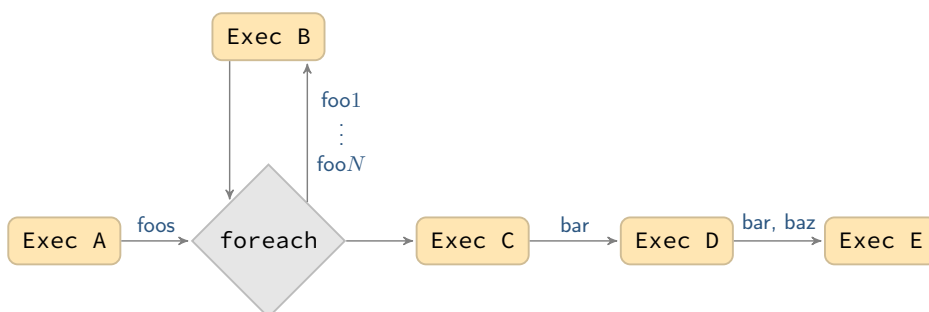 Exec B
foo1
⋮
fooN
Exec A
foos
foreach
Exec C
bar
Exec D
bar, baz
Exec E